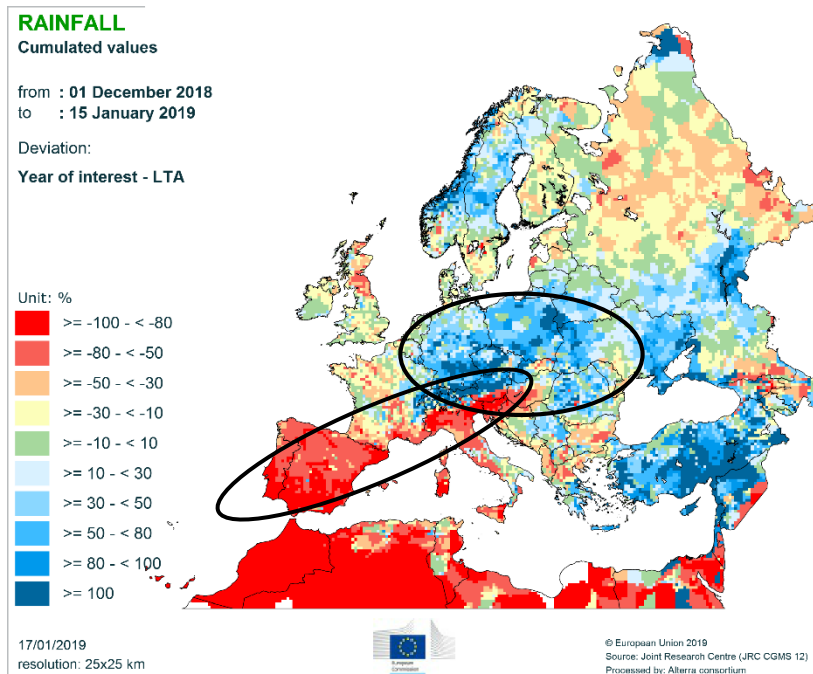 RAINFALL
Cumulated values
from : 01 December 2018
to : 15 January 2019
Deviation:
Year of interest - LTA
Unit: %
>= -100 - < -80
>= -80 - < -50
>= -50 - < -30
>= -30 - < -10
>= -10 - < 10
>= 10 - < 30
>= 30 - < 50
>= 50 - < 80
>= 80 - < 100
>= 100
17/01/2019
resolution: 25x25 km
European
Commission
© European Union 2019
Source: Joint Research Centre (JRC CGMS 12)
Processed by: Alterra consortium